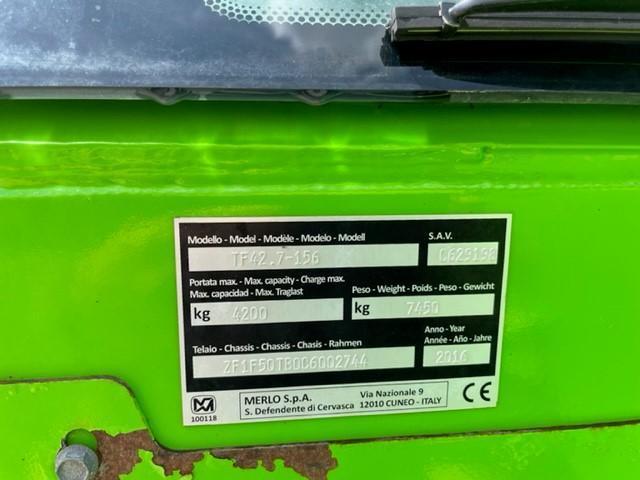 Modello - Model - Modèle - Modelo - Modell
TF42.7-156
S.A.V.
C629198
Portata max. - Max. capacity - Charge max.
Max. capacidad - Max. Traglast
kg 4200
Peso - Weight - Poids - Peso - Gewicht
kg 7450
Telaio - Chassis - Chassis - Chasis - Rahmen
ZF1F50TB0C6002744
Anno - Year
Année - Año - Jahre
2016
100118
MERLO S.p.A.
S. Defendente di Cervasca
Via Nazionale 9
12010 CUNEO - ITALY
CE